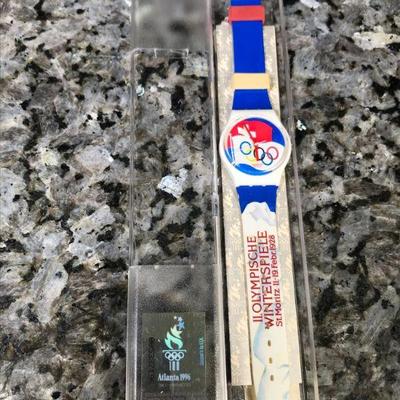 II. OLYMPISCHE
WINTERSPIELE
St. Moritz 11.-19. Febr. 1928
Atlanta 1996